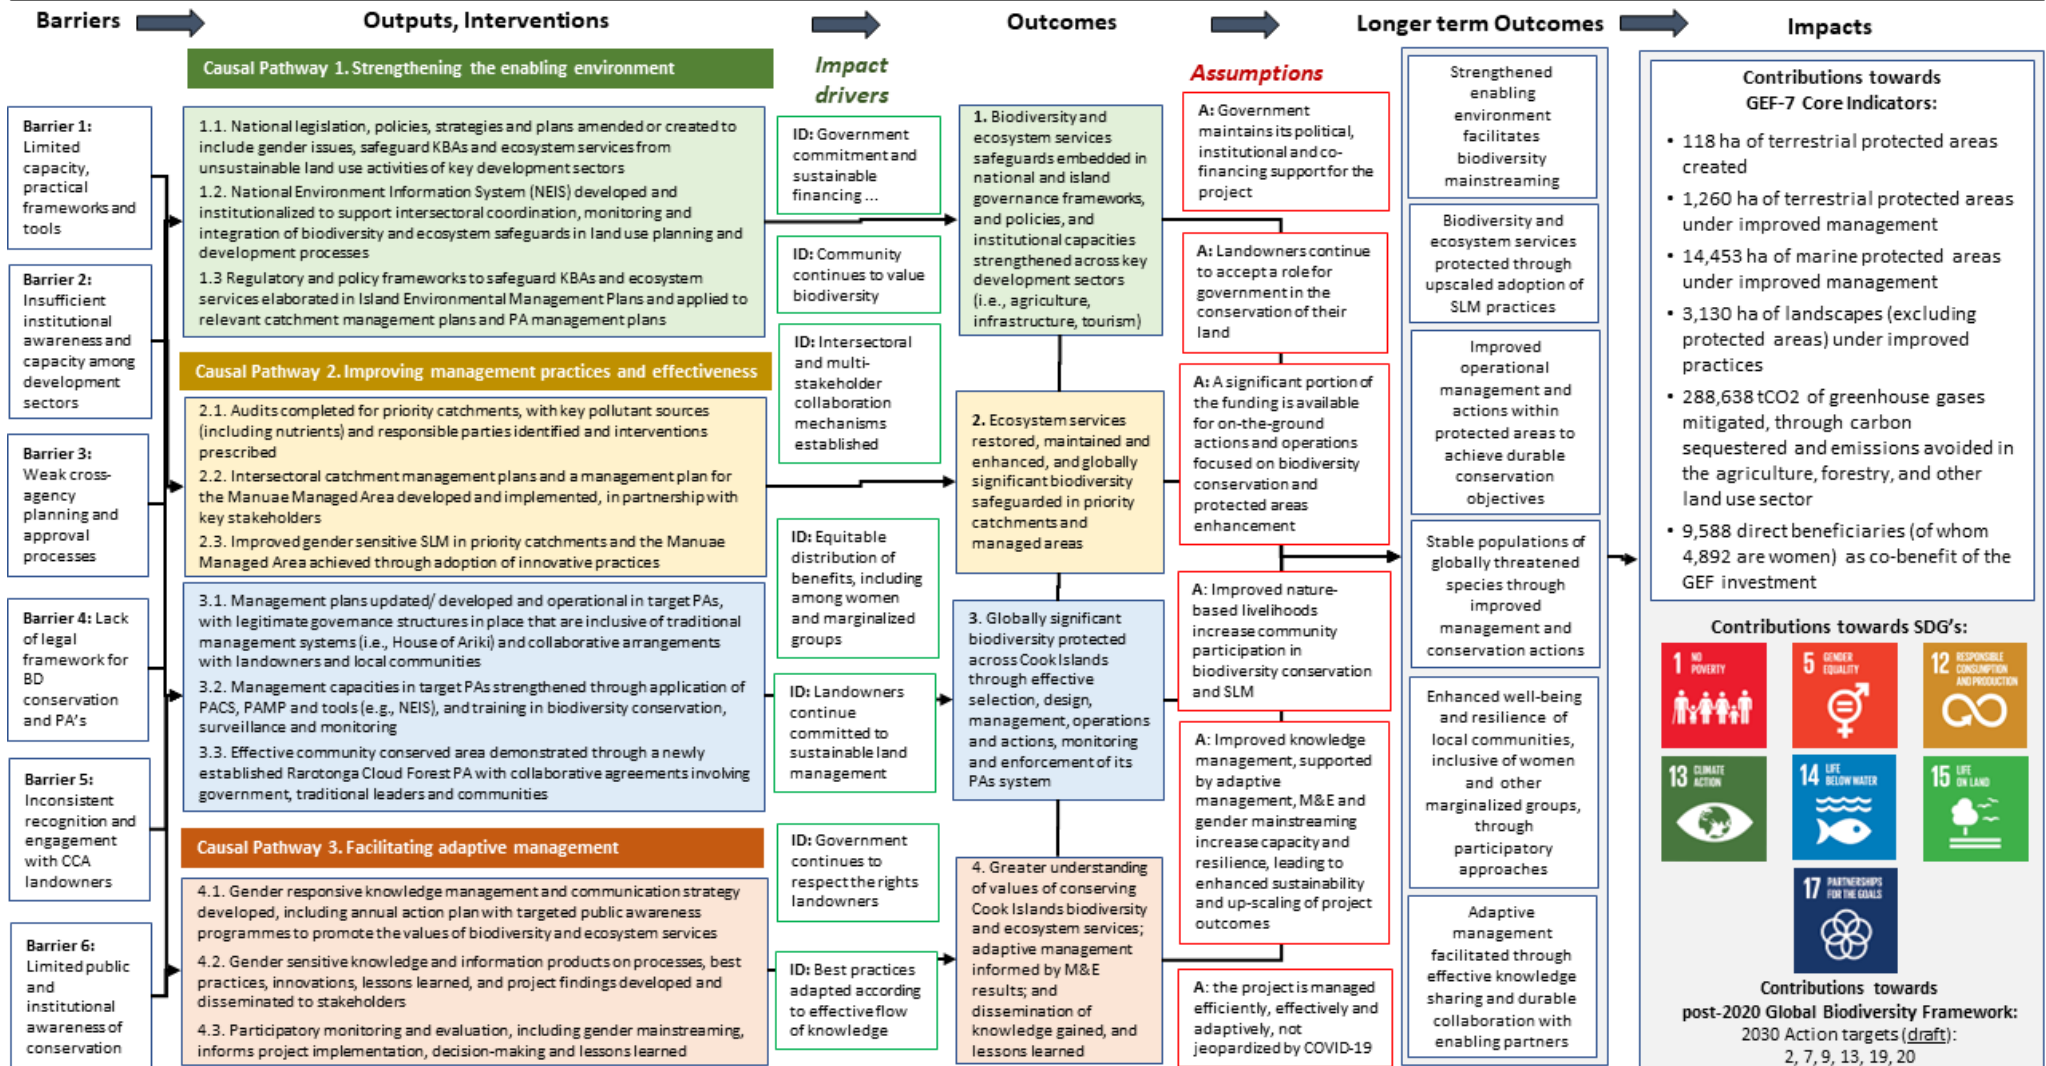 Barriers
Outputs, Interventions
Outcomes
Longer term Outcomes
Impacts
Causal Pathway 1. Strengthening the enabling environment
Impact
drivers
Assumptions
Barrier 1:
Limited
capacity,
practical
frameworks and
tools
Barrier 2:
Insufficient
institutional
awareness and
capacity among
development
sectors
Barrier 3:
Weak cross-
agency
planning and
approval
processes
Barrier 4: Lack
of legal
framework for
BD
conservation
and PA's
Barrier 5:
Inconsistent
recognition and
engagement
with CCA
landowners
Barrier 6:
Limited public
and
institutional
awareness of
conservation
1.1. National legislation, policies, strategies and plans amended or created to
include gender issues, safeguard KBAs and ecosystem services from
unsustainable land use activities of key development sectors
1.2. National Environment Information System (NEIS) developed and
institutionalized to support intersectoral coordination, monitoring and
integration of biodiversity and ecosystem safeguards in land use planning and
development processes
1.3 Regulatory and policy frameworks to safeguard KBAs and ecosystem
services elaborated in Island Environmental Management Plans and applied to
relevant catchment management plans and PA management plans
Causal Pathway 2. Improving management practices and effectiveness
2.1. Audits completed for priority catchments, with key pollutant sources
(including nutrients) and responsible parties identified and interventions
prescribed
2.2. Intersectoral catchment management plans and a management plan for
the Manuae Managed Area developed and implemented, in partnership with
key stakeholders
2.3. Improved gender sensitive SLM in priority catchments and the Manuae
Managed Area achieved through adoption of innovative practices
3.1. Management plans updated/ developed and operational in target PAs,
with legitimate governance structures in place that are inclusive of traditional
management systems (i.e., House of Ariki) and collaborative arrangements
with landowners and local communities
3.2. Management capacities in target PAs strengthened through application of
PACS, PAMP and tools (e.g., NEIS), and training in biodiversity conservation,
surveillance and monitoring
3.3. Effective community conserved area demonstrated through a newly
established Rarotonga Cloud Forest PA with collaborative agreements involving
government, traditional leaders and communities
Causal Pathway 3. Facilitating adaptive management
4.1. Gender responsive knowledge management and communication strategy
developed, including annual action plan with targeted public awareness
programmes to promote the values of biodiversity and ecosystem services
4.2. Gender sensitive knowledge and information products on processes, best
practices, innovations, lessons learned, and project findings developed and
disseminated to stakeholders
4.3. Participatory monitoring and evaluation, including gender mainstreaming,
informs project implementation, decision-making and lessons learned
ID: Government
commitment and
sustainable
financing ...
ID: Community
continues to value
biodiversity
ID: Intersectoral
and multi-
stakeholder
collaboration
mechanisms
established
ID: Equitable
distribution of
benefits, including
among women
and marginalized
groups
ID: Landowners
continue
committed to
sustainable land
management
ID: Government
continues to
respect the rights
landowners
ID: Best practices
adapted according
to effective flow
of knowledge
1. Biodiversity and
ecosystem services
safeguards embedded in
national and island
governance frameworks,
and policies, and
institutional capacities
strengthened across key
development sectors
(i.e., agriculture,
infrastructure, tourism)
2. Ecosystem services
restored, maintained and
enhanced, and globally
significant biodiversity
safeguarded in priority
catchments and
managed areas
3. Globally significant
biodiversity protected
across Cook Islands
through effective
selection, design,
management, operations
and actions, monitoring
and enforcement of its
PAs system
4. Greater understanding
of values of conserving
Cook Islands biodiversity
and ecosystem services;
adaptive management
informed by M&E
results; and
dissemination of
knowledge gained, and
lessons learned
A: Government
maintains its political,
institutional and co-
financing support for the
project
A: Landowners continue
to accept a role for
government in the
conservation of their
land
A: A significant portion of
the funding is available
for on-the-ground
actions and operations
focused on biodiversity
conservation and
protected areas
enhancement
A: Improved nature-
based livelihoods
increase community
participation in
biodiversity conservation
and SLM
A: Improved knowledge
management, supported
by adaptive
management, M&E and
gender mainstreaming
increase capacity and
resilience, leading to
enhanced sustainability
and up-scaling of project
outcomes
A: the project is managed
efficiently, effectively and
adaptively, not
jeopardized by COVID-19
Strengthened
enabling
environment
facilitates
biodiversity
mainstreaming
Biodiversity and
ecosystem services
protected through
upscaled adoption of
SLM practices
Improved
operational
management and
actions within
protected areas to
achieve durable
conservation
objectives
Stable populations of
globally threatened
species through
improved
management and
conservation actions
Enhanced well-being
and resilience of
local communities,
inclusive of women
and other
marginalized groups,
through
participatory
approaches
Adaptive
management
facilitated through
effective knowledge
sharing and durable
collaboration with
enabling partners
Contributions towards
GEF-7 Core Indicators:
• 118 ha of terrestrial protected areas
created
• 1,260 ha of terrestrial protected areas
under improved management
• 14,453 ha of marine protected areas
under improved management
• 3,130 ha of landscapes (excluding
protected areas) under improved
practices
• 288,638 tCO2 of greenhouse gases
mitigated, through carbon
sequestered and emissions avoided in
the agriculture, forestry, and other
land use sector
• 9,588 direct beneficiaries (of whom
4,892 are women) as co-benefit of the
GEF investment
Contributions towards SDG's:
1 NO
POVERTY
5 GENDER
EQUALITY
12 RESPONSIBLE
CONSUMPTION
AND PRODUCTION
13 CLIMATE
ACTION
14 LIFE
BELOW WATER
15 LIFE
ON LAND
17 PARTNERSHIPS
FOR THE GOALS
Contributions towards
post-2020 Global Biodiversity Framework:
2030 Action targets (draft):
2, 7, 9, 13, 19, 20